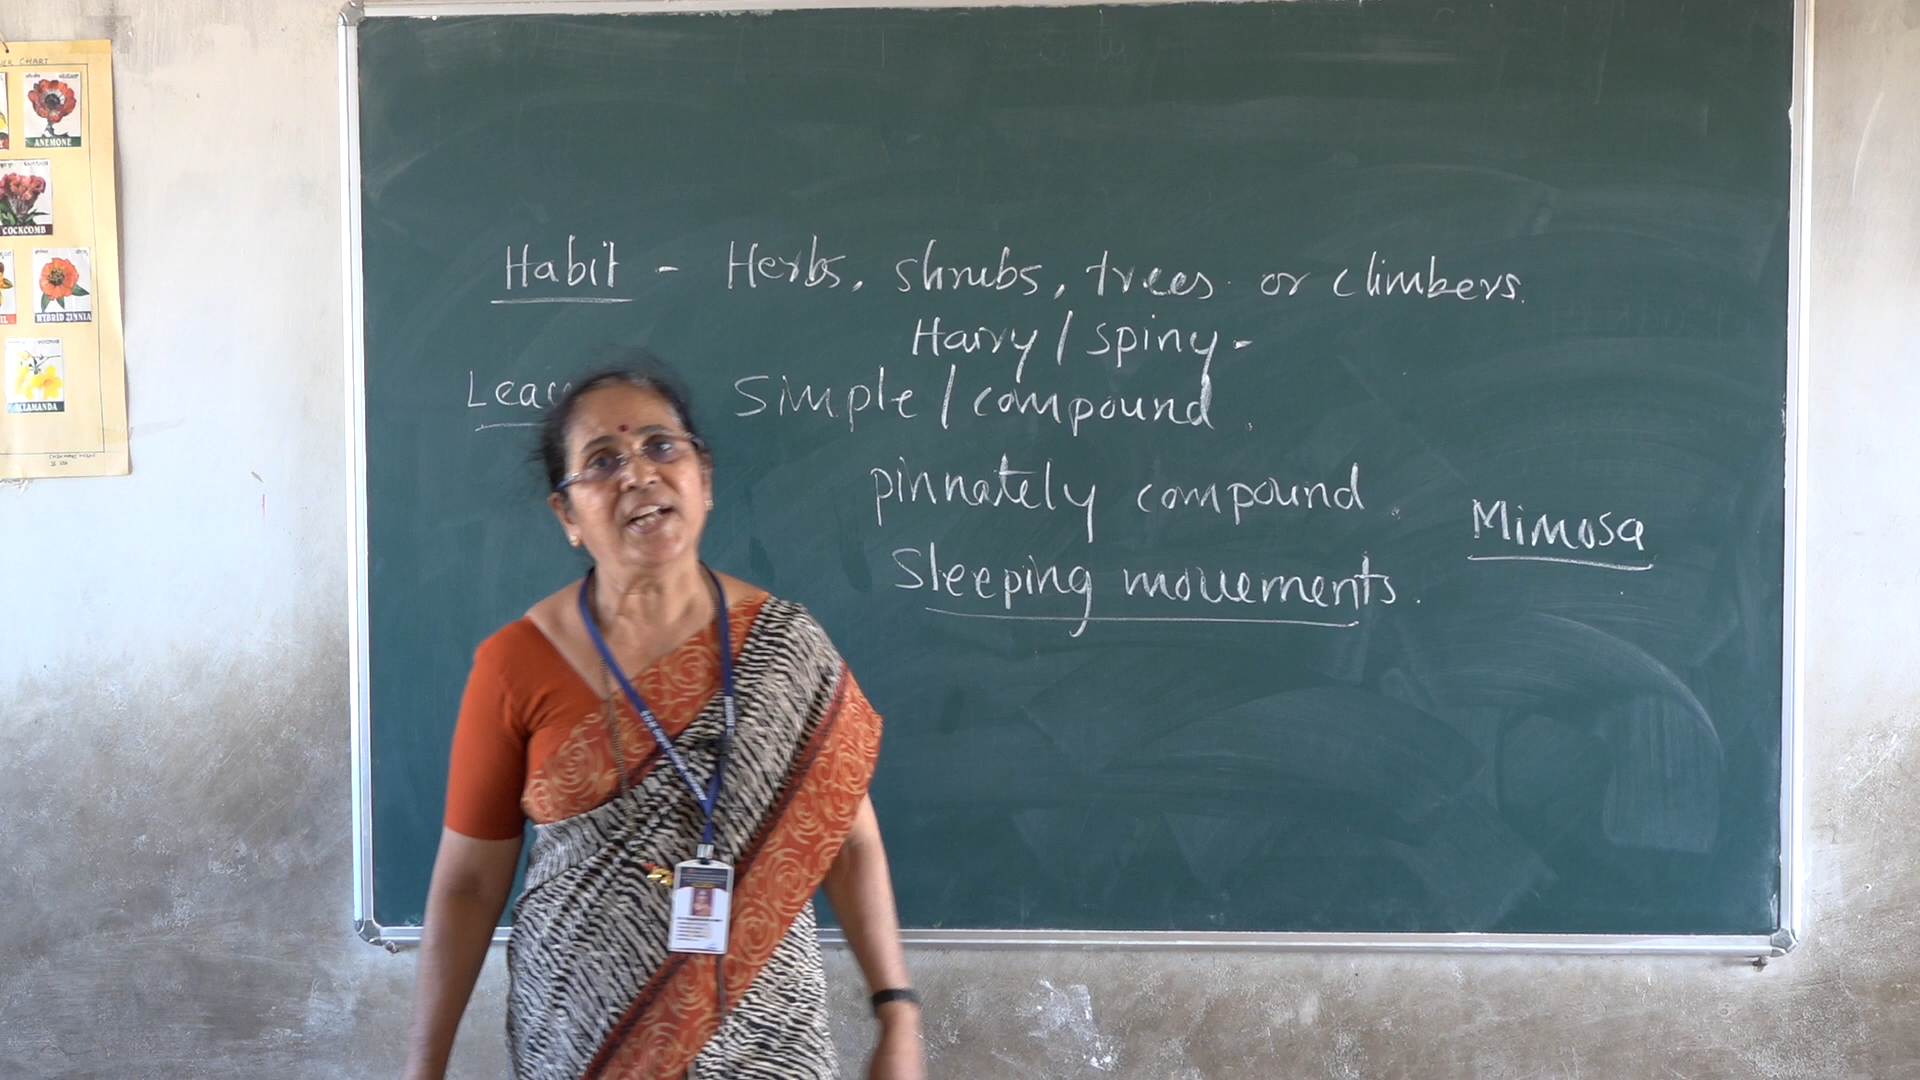 ANEMONE
COCKCOMB
HYBRID ZINNIA
Habit - Herbs, shrubs, trees or climbers.
Hairy / spiny -
Simple / compound.
pinnately compound.
Mimosa
Sleeping movements.